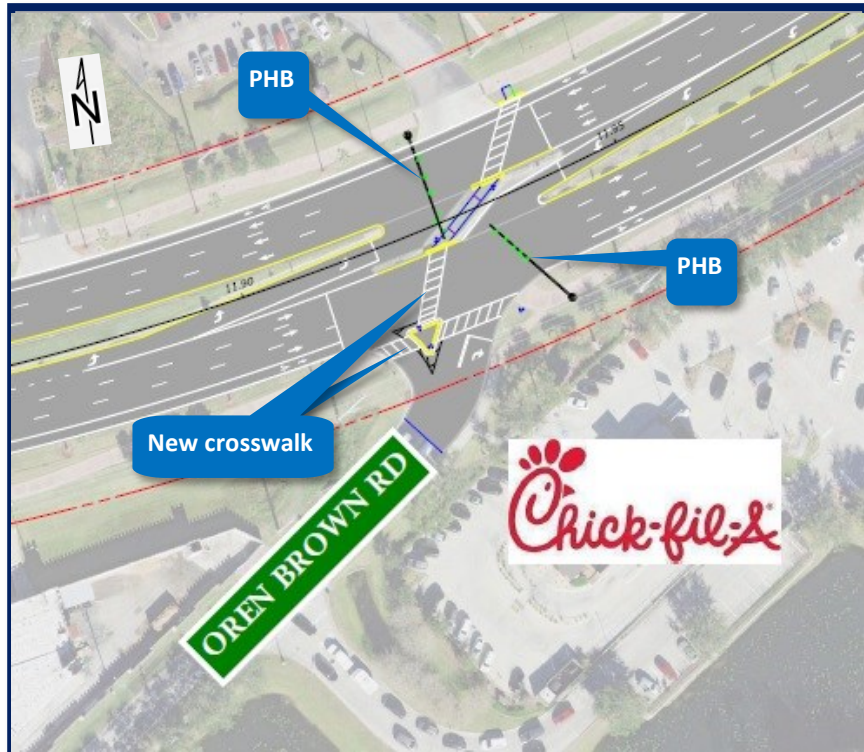 PHB
N
11.95
11.90
PHB
New crosswalk
OREN BROWN RD
Chick-fil-A